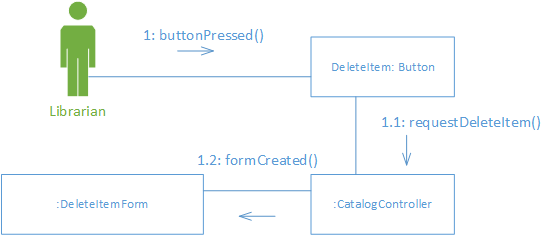 1: buttonPressed()
DeleteItem: Button
Librarian
1.1: requestDeleteItem()
1.2: formCreated()
:DeleteItemForm
:CatalogController